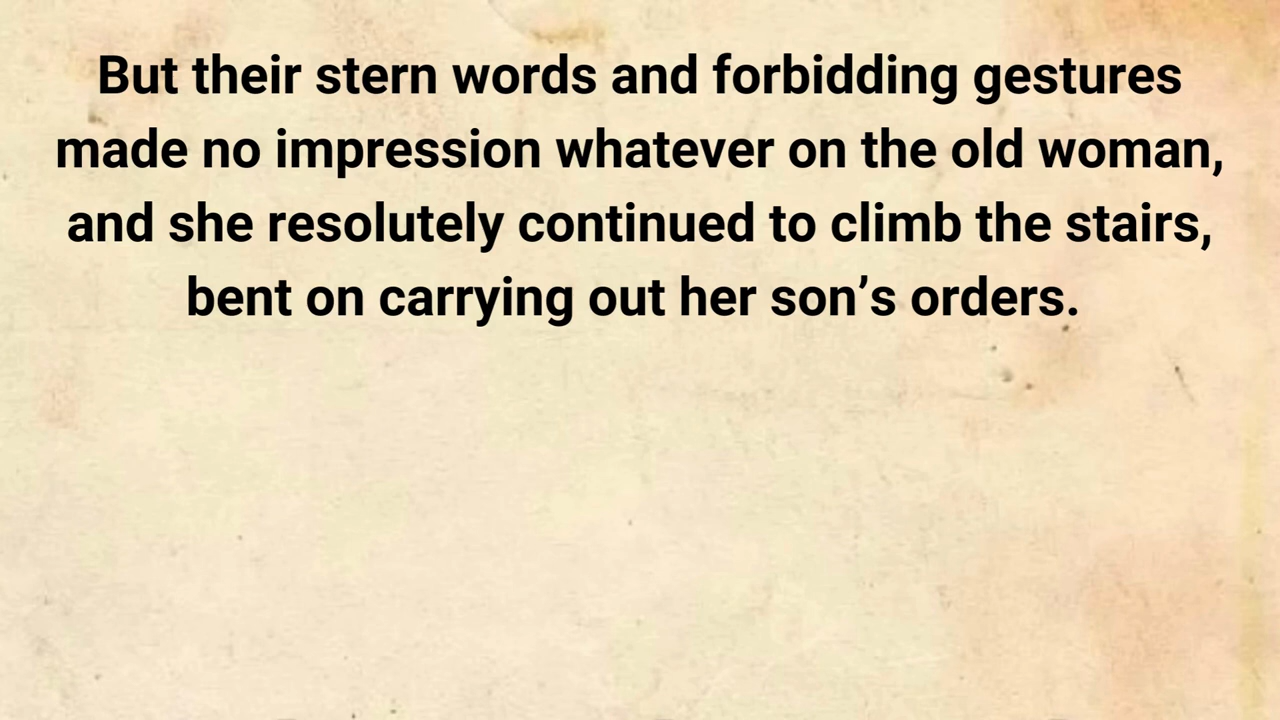 But their stern words and forbidding gestures
made no impression whatever on the old woman,
and she resolutely continued to climb the stairs,
bent on carrying out her son’s orders.